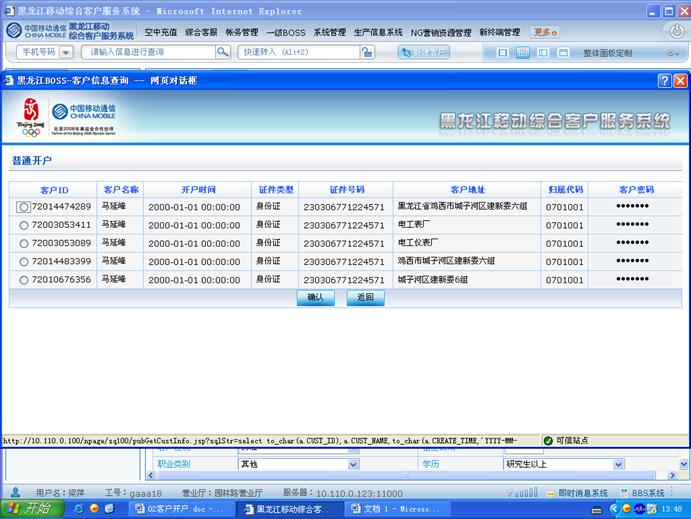 黑龙江移动综合客户服务系统 - Microsoft Internet Explorer
中国移动通信 CHINA MOBILE 黑龙江移动 综合客户服务系统 空中充值 综合客服 帐务管理 一级BOSS 系统管理 生产信息系统 NG营销资源管理 新终端管理 更多
手机号码 请输入信息进行查询 快速转入 (Alt+2) 新建客户 整体面板定制
黑龙江BOSS-客户信息查询 -- 网页对话框
Beijing 2008 中国移动通信 CHINA MOBILE
北京2008年奥运会合作伙伴
Partner of the Beijing 2008 Olympic Games
黑龙江移动综合客户服务系统
普通开户
客户ID 客户名称 开户时间 证件类型 证件号码 客户地址 归属代码 客户密码
72014474289 马延峰 2000-01-01 00:00:00 身份证 230306771224571 黑龙江省鸡西市城子河区建新委六组 0701001 ●●●●●●●
72003053411 马延峰 2000-01-01 00:00:00 身份证 230306771224571 电工表厂 0701001 ●●●●●●●
72003053089 马延峰 2000-01-01 00:00:00 身份证 230306771224571 电工仪表厂 0701001 ●●●●●●●
72014483399 马延峰 2000-01-01 00:00:00 身份证 230306771224571 鸡西市城子河区建新委六组 0701001 ●●●●●●●
72010676356 马延峰 2000-01-01 00:00:00 身份证 230306771224571 城子河区建新委6组 0701001 ●●●●●●●
确认 返回
http://10.110.0.100/npage/sq100/pubGetCustInfo.jsp?sqlStr=select to_char(a.CUST_ID),a.CUST_NAME,to_char(a.CREATE_TIME,'YYYY-MMM- 可信站点
职业类别 其他 学历 研究生以上
用户名：梁萍 工号：gaaa18 营业厅：园林路营业厅 服务器：10.110.0.123:11000 即时消息系统 BBS系统
开始 02客户开户.doc -... 黑龙江移动综合客... 文档 1 - Microso... 13:48